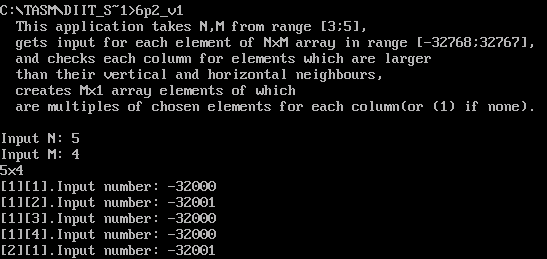 C:\TASM\DIIT_S~1>6p2_v1
This application takes N,M from range [3;5],
gets input for each element of NxM array in range [-32768;32767],
and checks each column for elements which are larger
than their vertical and horizontal neighbours,
creates Mx1 array elements of which
are multiples of chosen elements for each column(or (1) if none).
Input N: 5
Input M: 4
5x4
[1][1].Input number: -32000
[1][2].Input number: -32001
[1][3].Input number: -32000
[1][4].Input number: -32000
[2][1].Input number: -32001